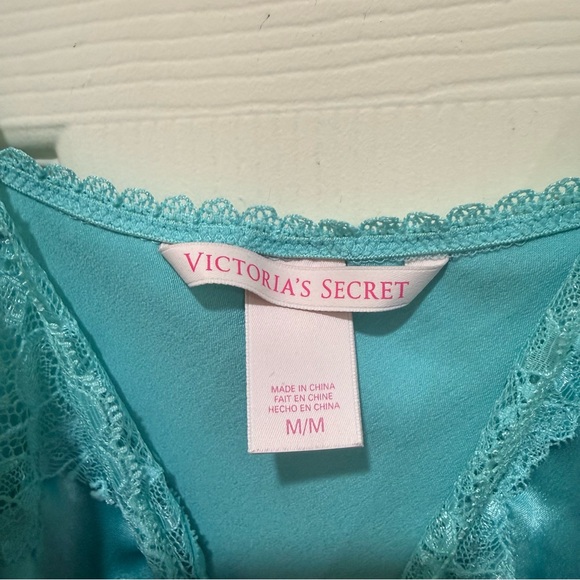 VICTORIA'S SECRET
MADE IN CHINA
FAIT EN CHINE
HECHO EN CHINA
M/M